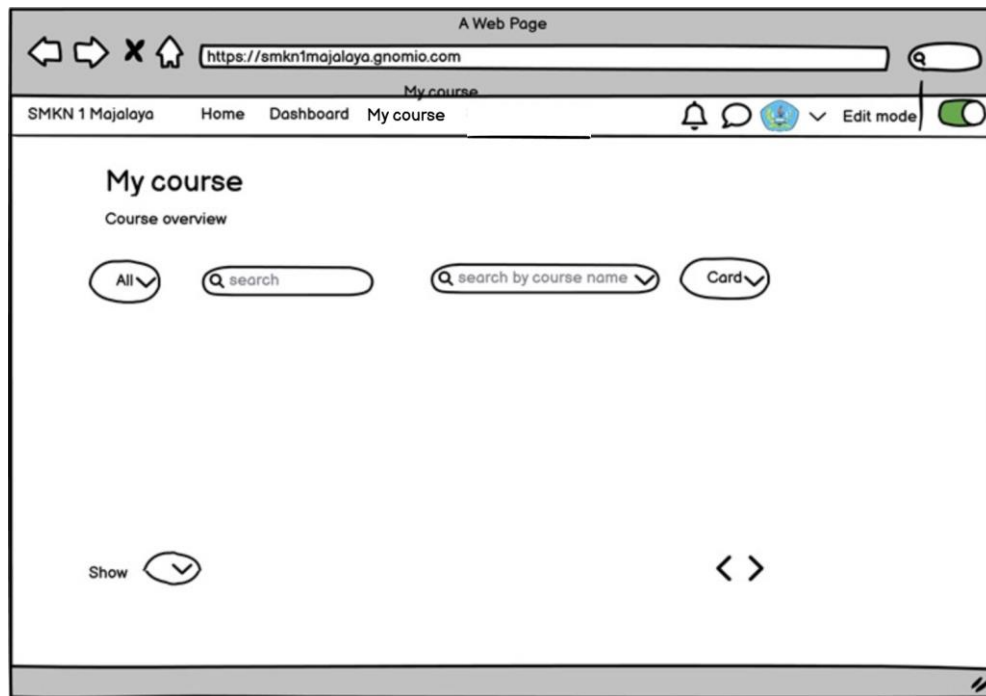 A Web Page
https://smkn1majalaya.gnomio.com
My course
SMKN 1 Majalaya Home Dashboard My course Edit mode
My course
Course overview
All search search by course name Card
Show